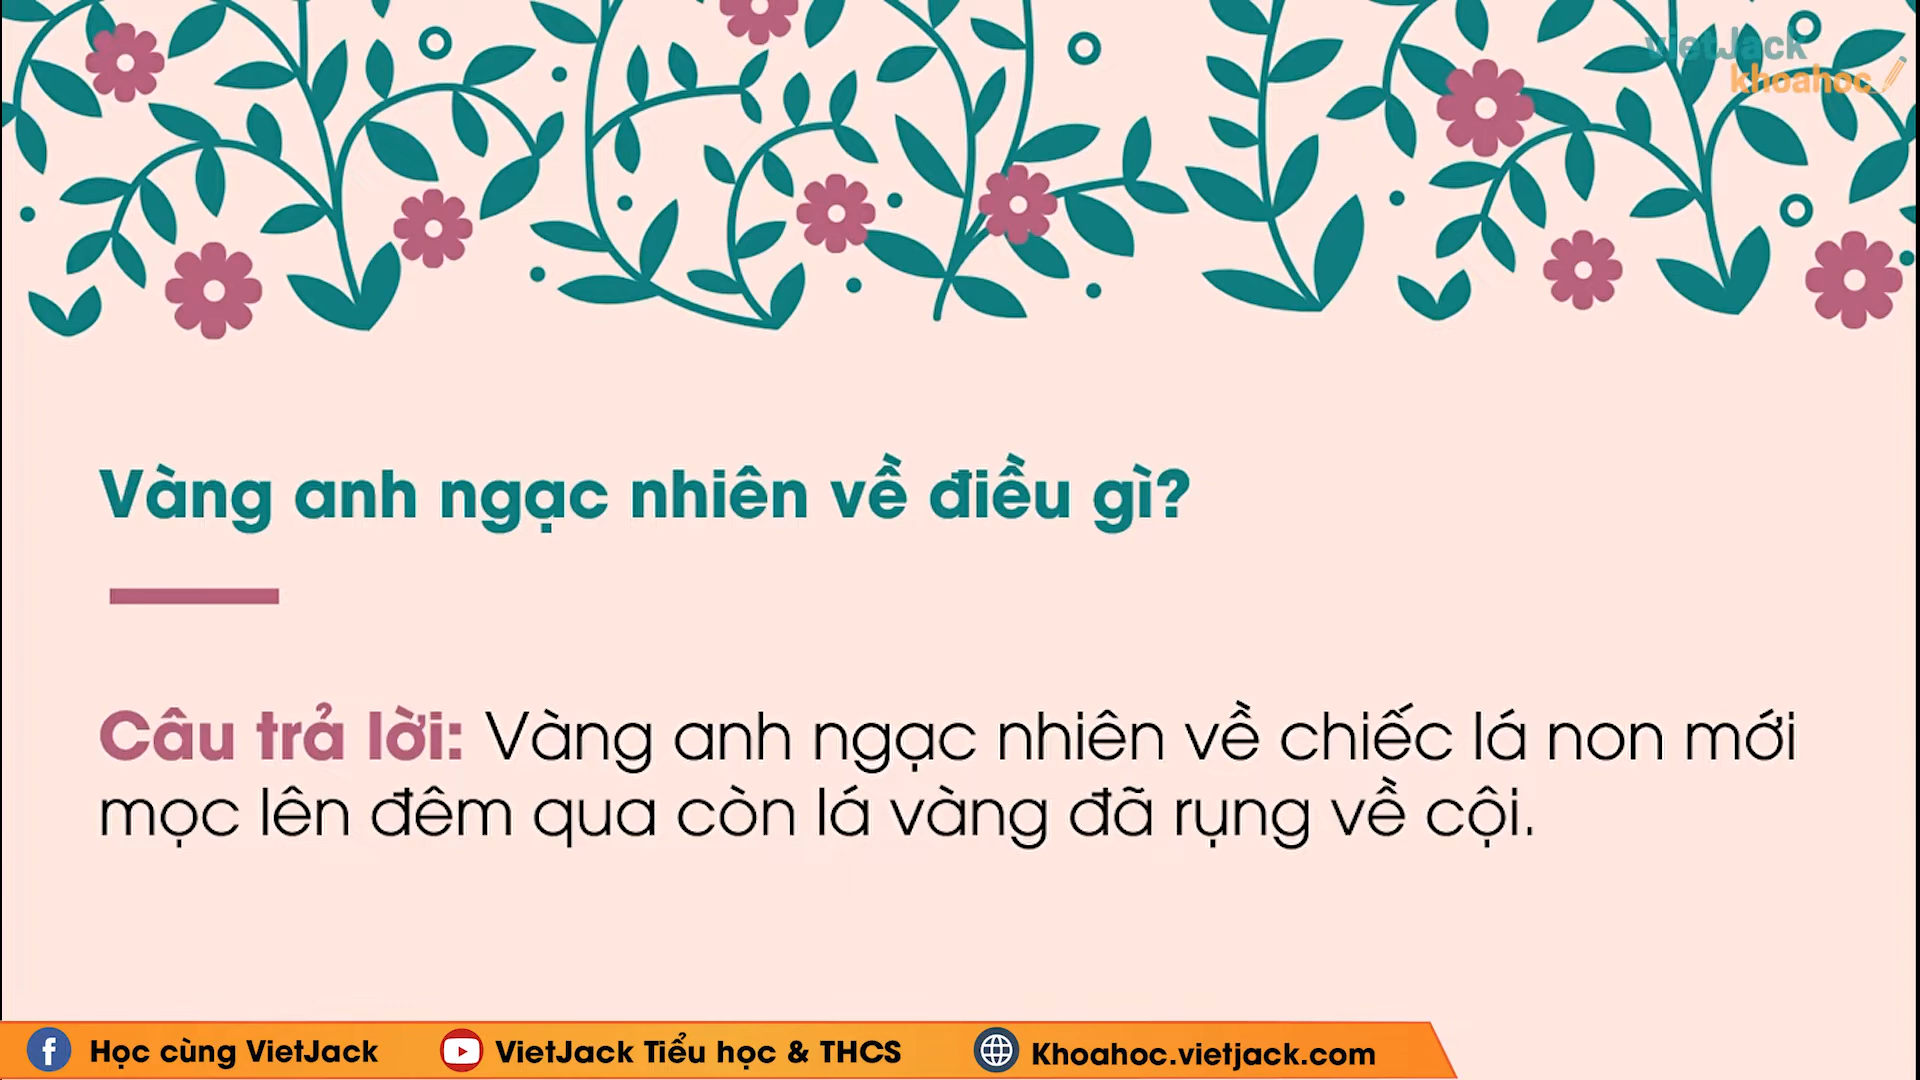 vietJack
khoahoc
Vàng anh ngạc nhiên về điều gì?
Câu trả lời: Vàng anh ngạc nhiên về chiếc lá non mới
mọc lên đêm qua còn lá vàng đã rụng về cội.
Học cùng VietJack
VietJack Tiểu học & THCS
Khoahoc.vietjack.com